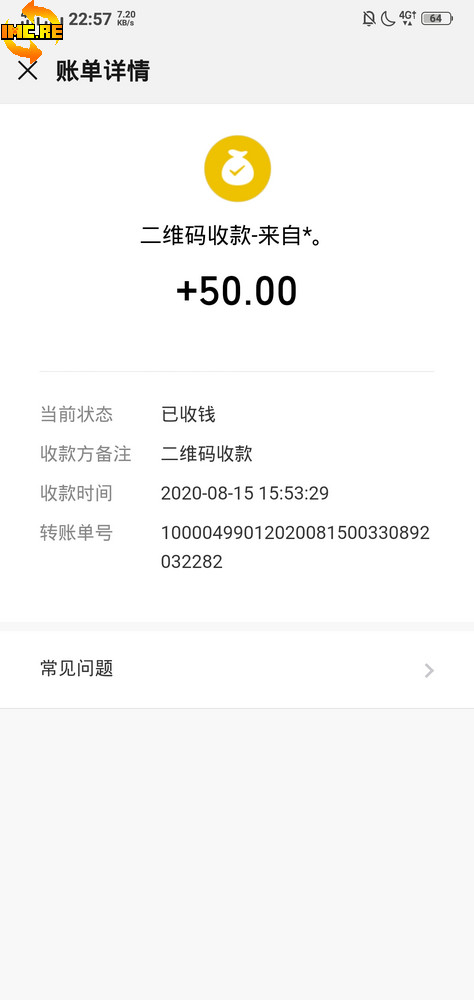 22:57 7.20 KB/s 4G 64
IMC.RE
账单详情
二维码收款-来自*。
+50.00
当前状态 已收钱
收款方备注 二维码收款
收款时间 2020-08-15 15:53:29
转账单号 10000499012020081500330892
032282
常见问题